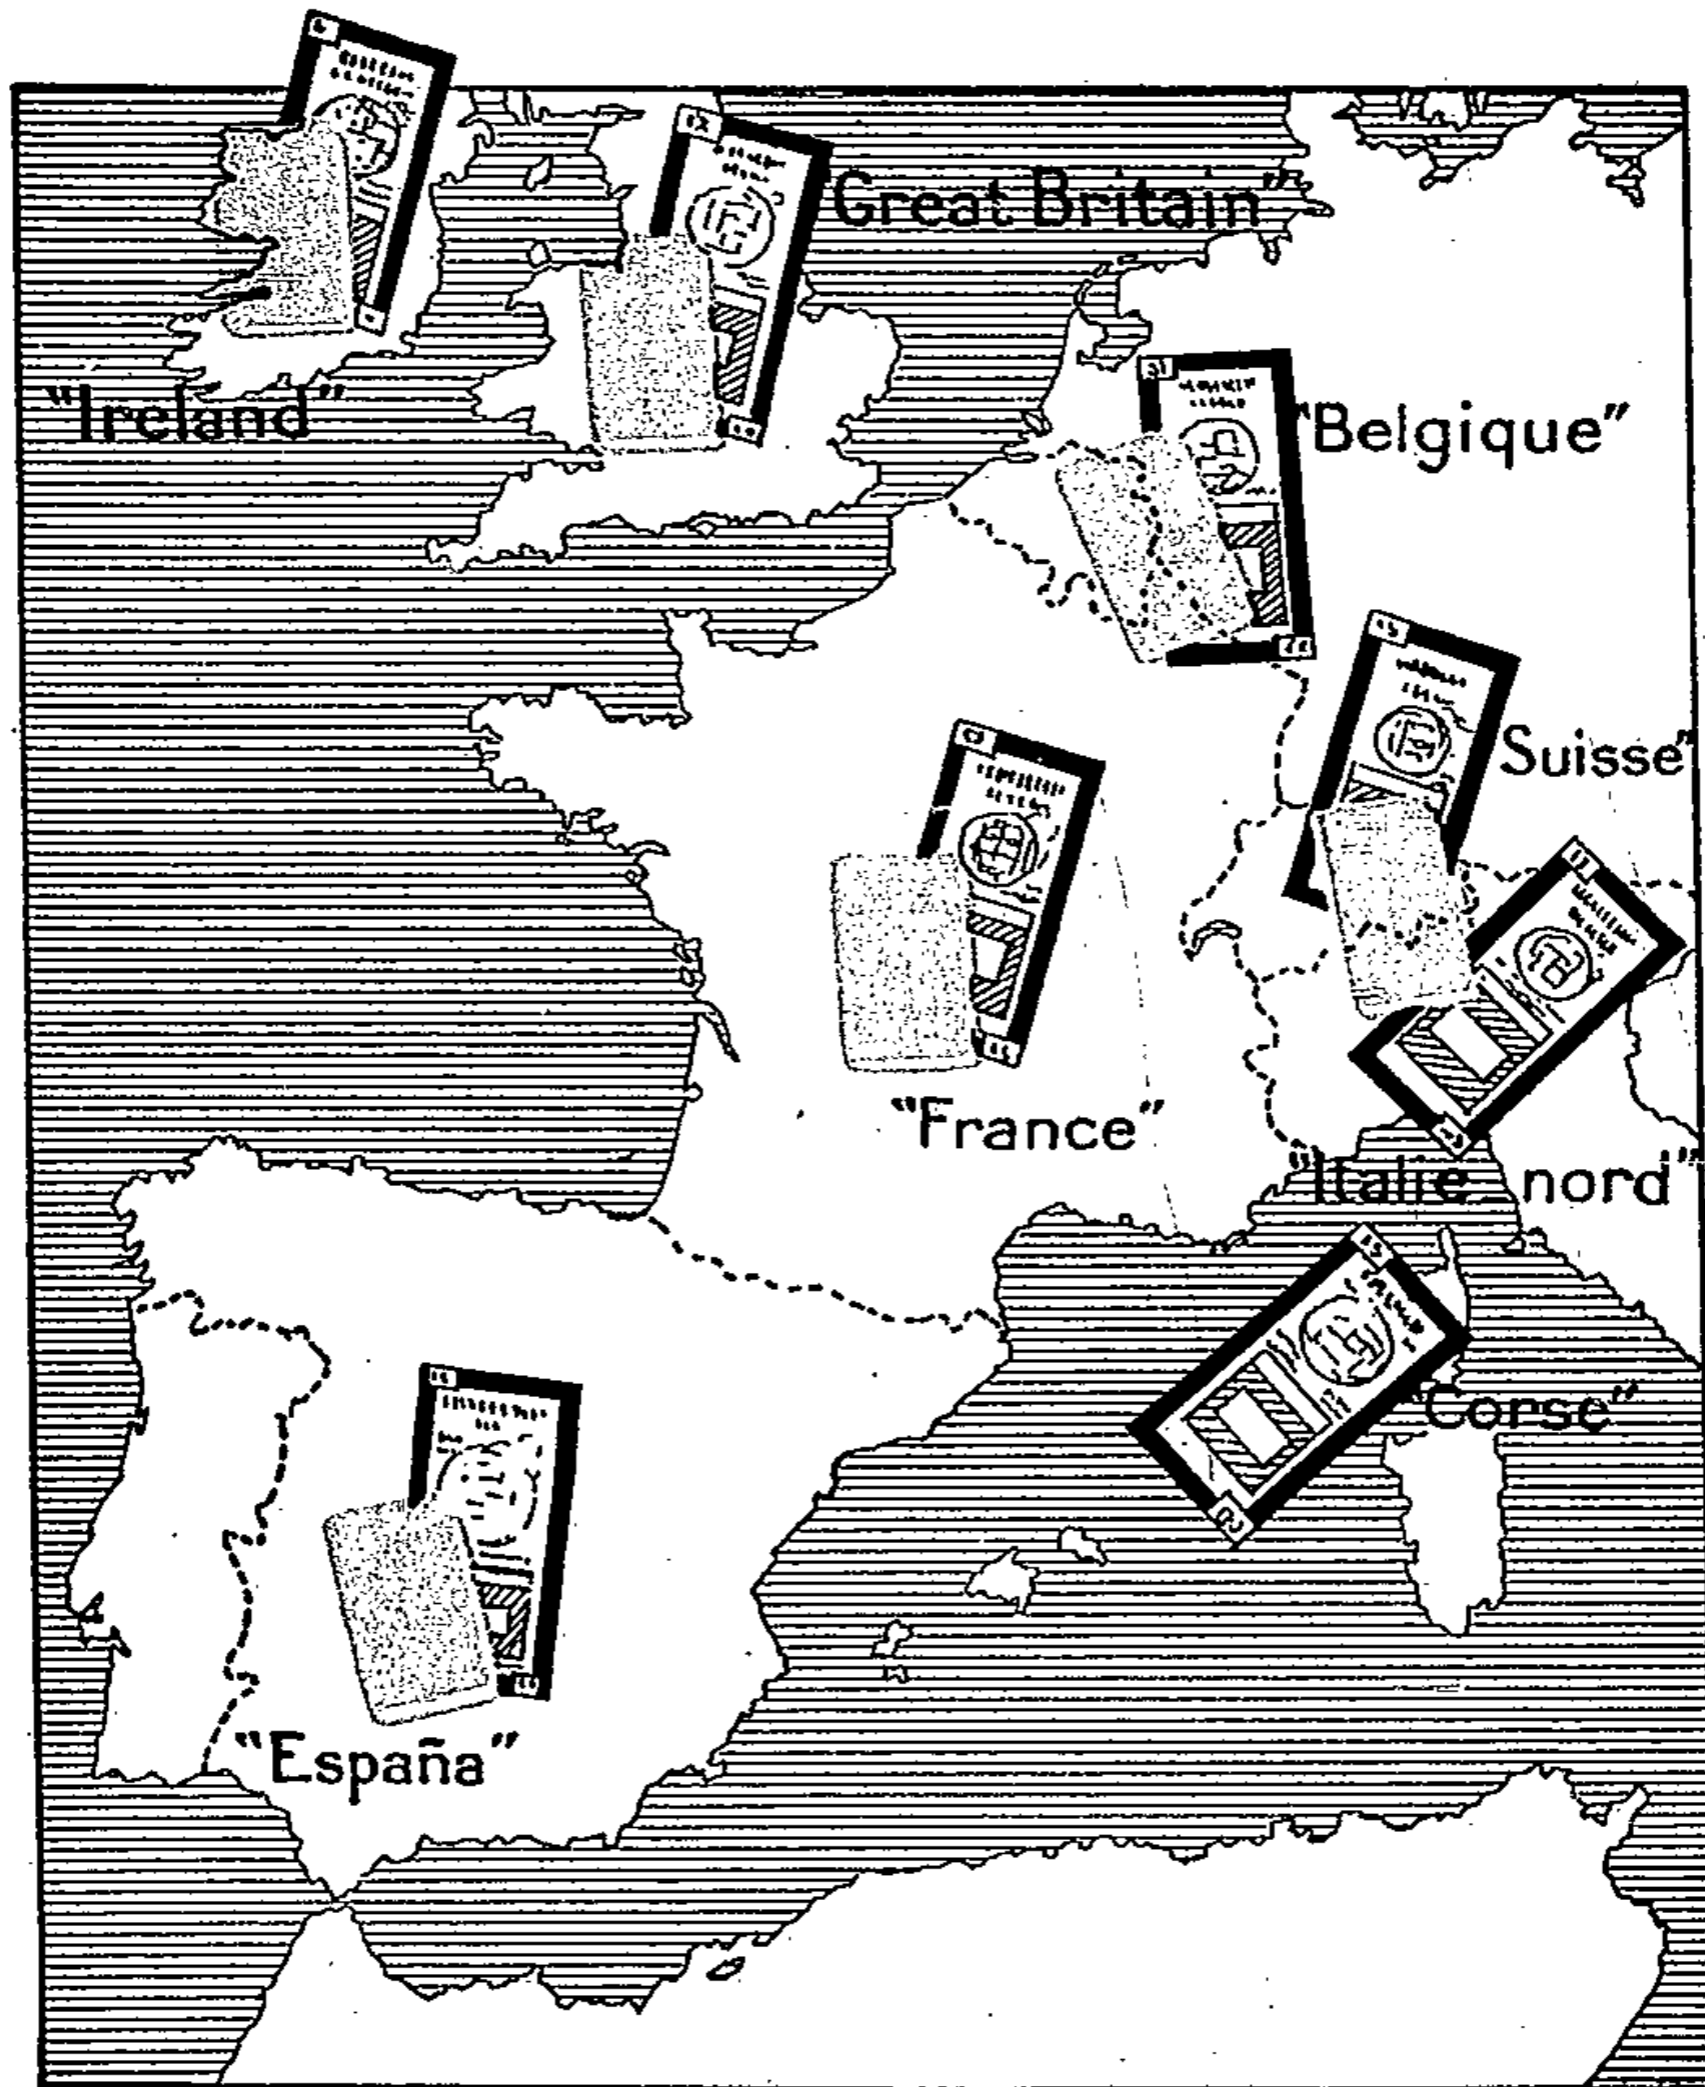 "Great Britain"
"Ireland"
"Belgique"
Suisse"
"France"
"Italie nord"
"Corse"
"España"